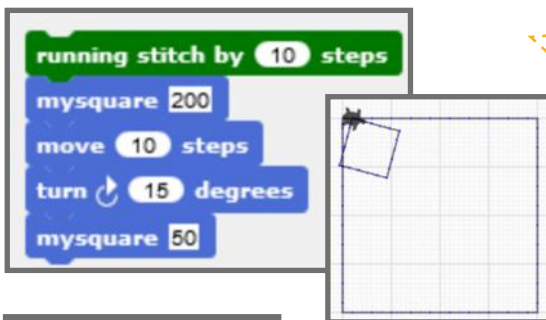 running stitch by 10 steps
mysquare 200
move 10 steps
turn 15 degrees
mysquare 50